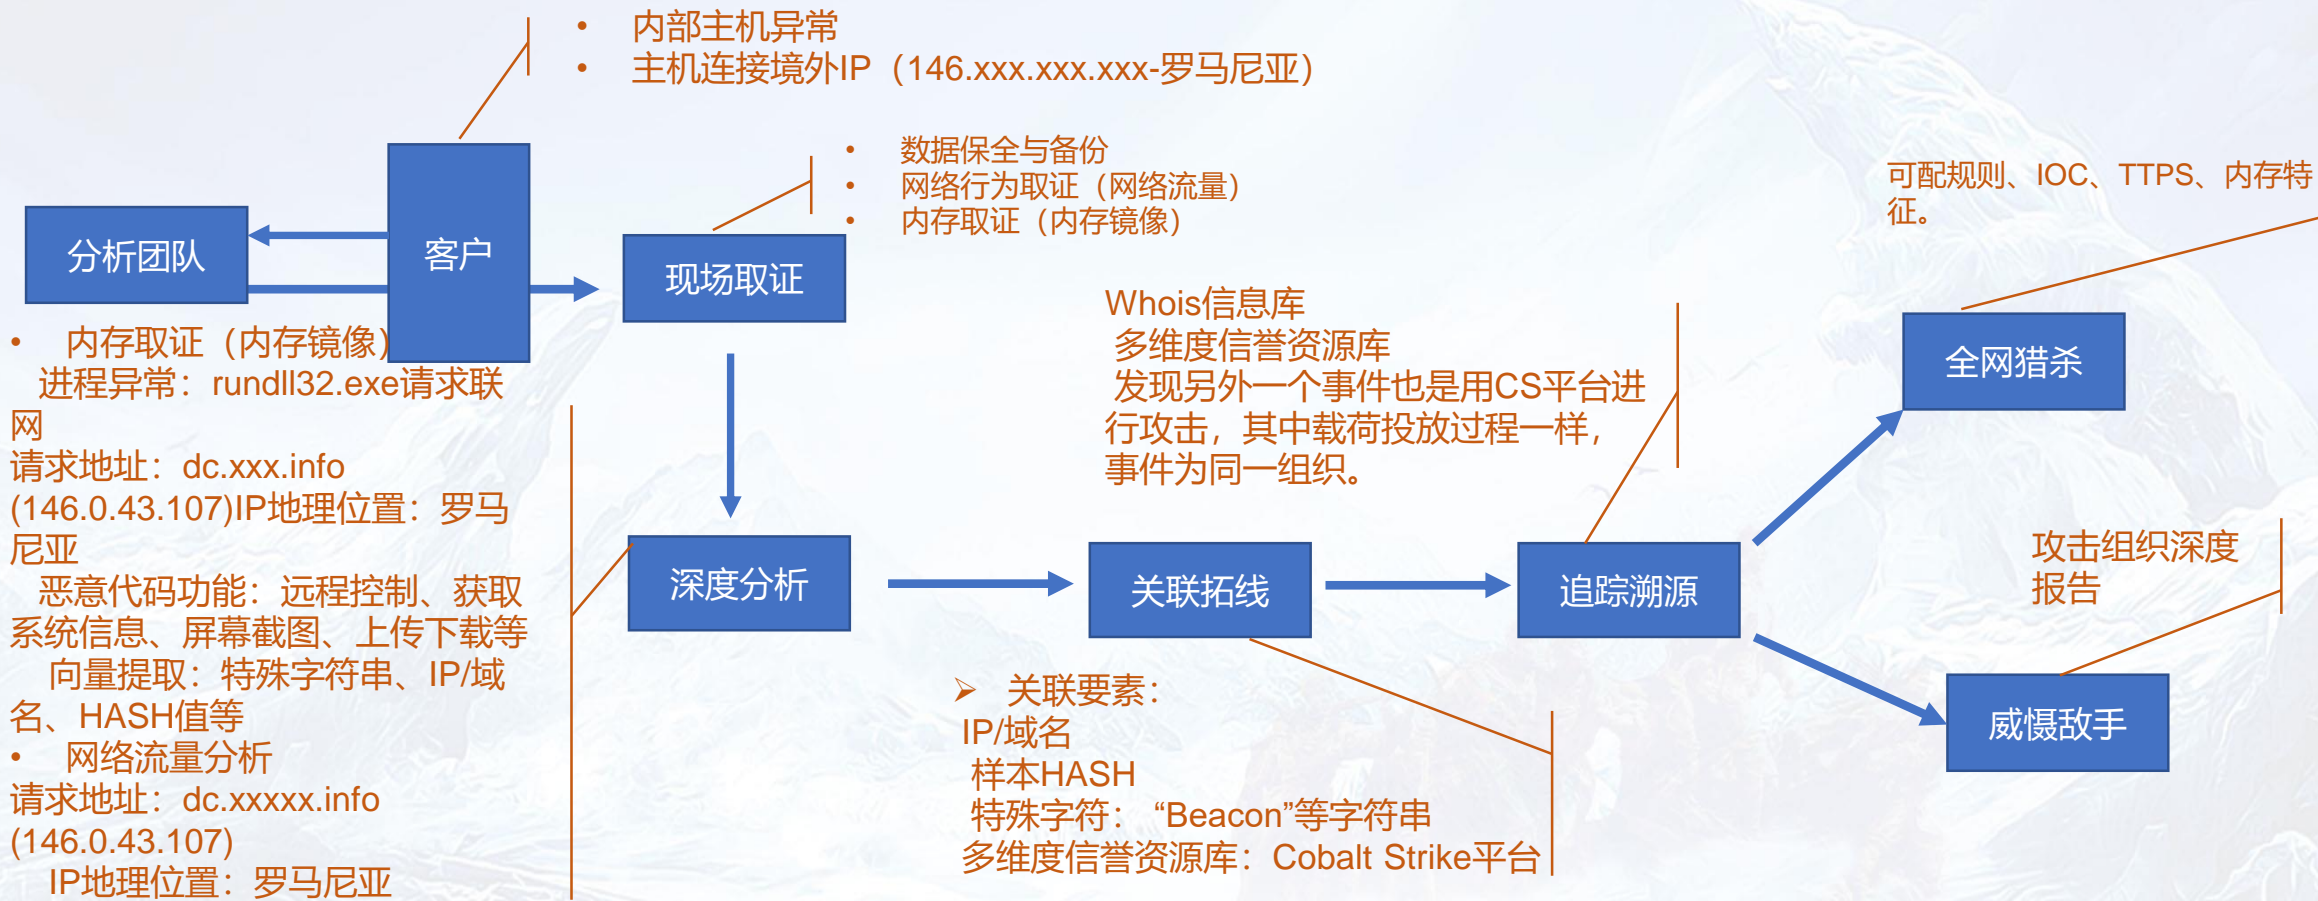 • 内部主机异常
• 主机连接境外IP（146.xxx.xxx.xxx-罗马尼亚）
• 数据保全与备份
• 网络行为取证（网络流量）
• 内存取证（内存镜像）
可配规则、IOC、TTPS、内存特
征。
分析团队
客户
现场取证
• 内存取证（内存镜像）
进程异常：rundll32.exe请求联
网
请求地址：dc.xxx.info
(146.0.43.107)IP地理位置：罗马
尼亚
恶意代码功能：远程控制、获取
系统信息、屏幕截图、上传下载等
向量提取：特殊字符串、IP/域
名、HASH值等
• 网络流量分析
请求地址：dc.xxxxx.info
(146.0.43.107)
IP地理位置：罗马尼亚
Whois信息库
多维度信誉资源库
发现另外一个事件也是用CS平台进
行攻击，其中载荷投放过程一样，
事件为同一组织。
全网猎杀
深度分析
关联拓线
追踪溯源
攻击组织深度
报告
➢ 关联要素：
IP/域名
样本HASH
特殊字符： “Beacon”等字符串
多维度信誉资源库：Cobalt Strike平台
威慑敌手